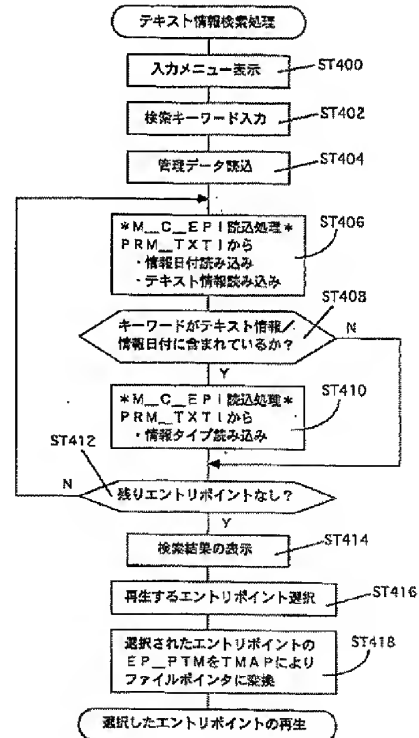 テキスト情報検索処理
入力メニュー表示
ST400
検索キーワード入力
ST402
管理データ読込
ST404
*M__C__EPI読込処理*
PRM__TXTIから
・情報日付読み込み
・テキスト情報読み込み
ST406
キーワードがテキスト情報/
情報日付に含まれているか?
ST408
N
Y
*M__C__EPI読込処理*
PRM__TXTIから
・情報タイプ読み込み
ST410
ST412
N
残りエントリポイントなし?
Y
検索結果の表示
ST414
再生するエントリポイント選択
ST416
選択されたエントリポイントの
EP__PTMをTMAPにより
ファイルポインタに変換
ST418
選択したエントリポイントの再生